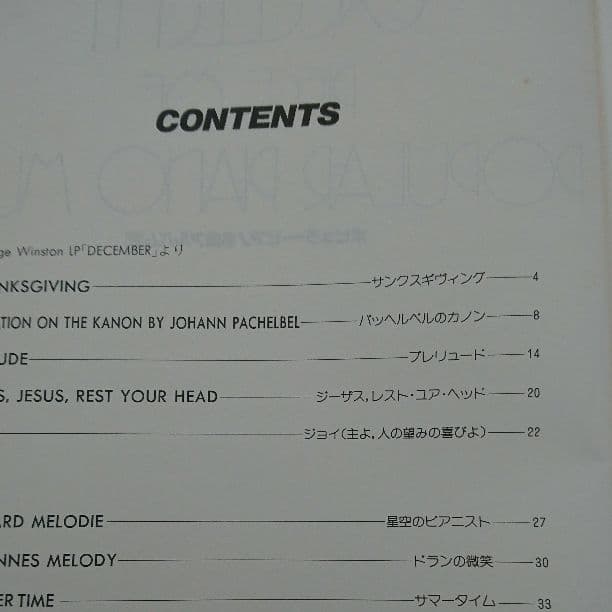 CONTENTS
ge Winston LP「DECEMBER」より
NKSGIVING サンクスギヴィング 4
TION ON THE KANON BY JOHANN PACHELBEL パッヘルベルのカノン 8
UDE プレリュード 14
S, JESUS, REST YOUR HEAD ジーザス,レスト・ユア・ヘッド 20
ジョイ(主よ,人の望みの喜びよ) 22
ARD MELODIE 星空のピアニスト 27
NNES MELODY ドランの微笑 30
ER TIME サマータイム 33